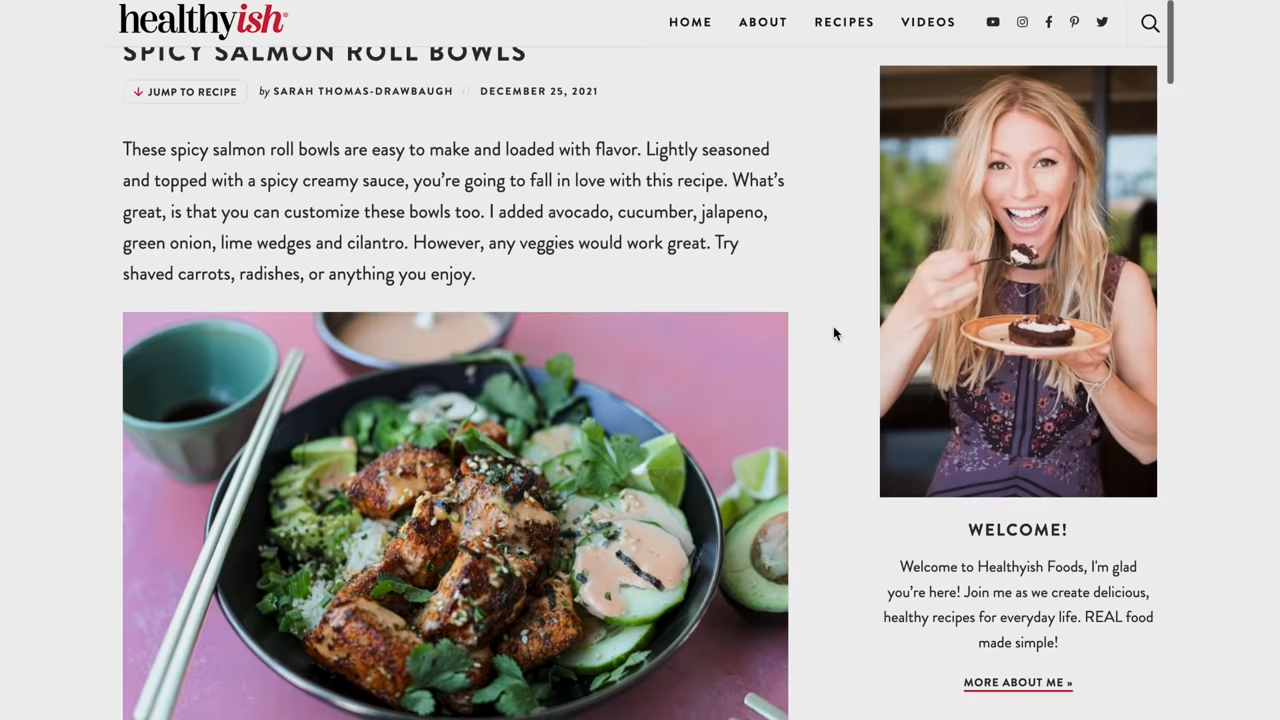 healthyish®
HOME ABOUT RECIPES VIDEOS
SPICY SALMON ROLL BOWLS
JUMP TO RECIPE by SARAH THOMAS-DRAWBAUGH // DECEMBER 25, 2021
These spicy salmon roll bowls are easy to make and loaded with flavor. Lightly seasoned
and topped with a spicy creamy sauce, you’re going to fall in love with this recipe. What’s
great, is that you can customize these bowls too. I added avocado, cucumber, jalapeno,
green onion, lime wedges and cilantro. However, any veggies would work great. Try
shaved carrots, radishes, or anything you enjoy.
WELCOME!
Welcome to Healthyish Foods, I'm glad
you’re here! Join me as we create delicious,
healthy recipes for everyday life. REAL food
made simple!
MORE ABOUT ME »